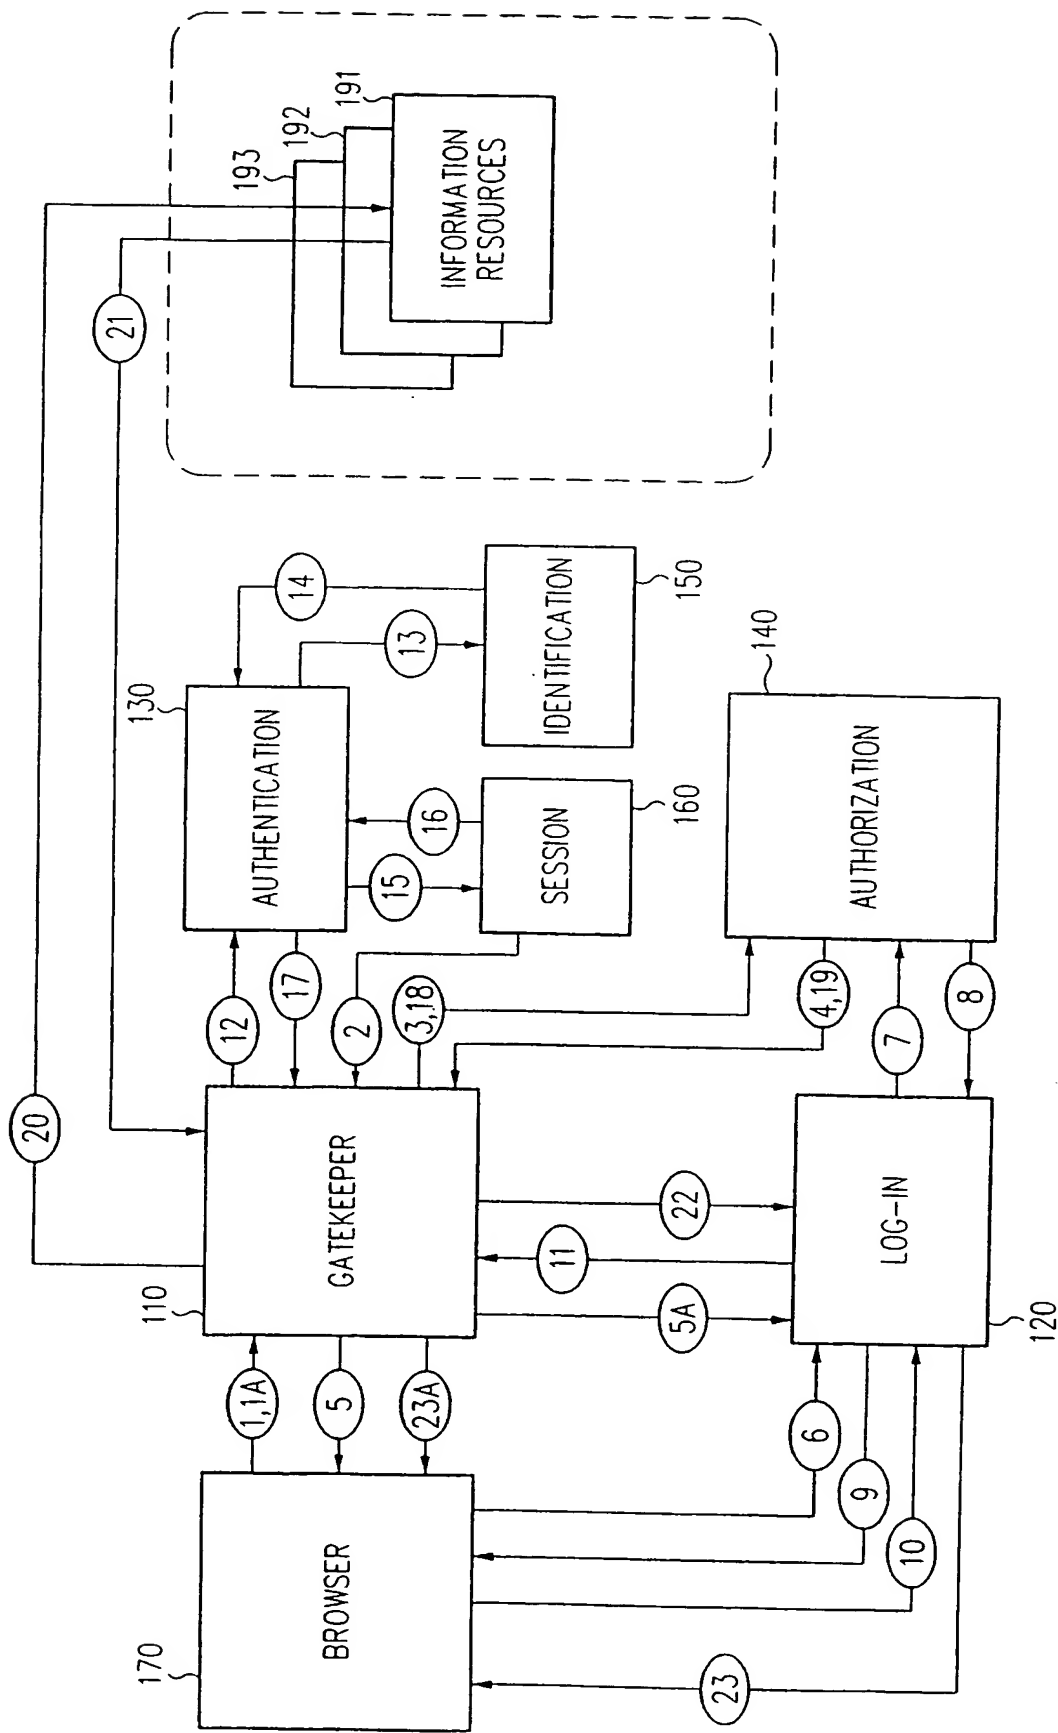 20
21
193
192
191
INFORMATION
RESOURCES
130
AUTHENTICATION
14
13
12
17
15
16
IDENTIFICATION
150
110
GATEKEEPER
2
3,18
SESSION
160
140
170
BROWSER
1,1A
5
23A
22
11
5A
4,19
AUTHORIZATION
7
8
LOG-IN
120
6
9
10
23